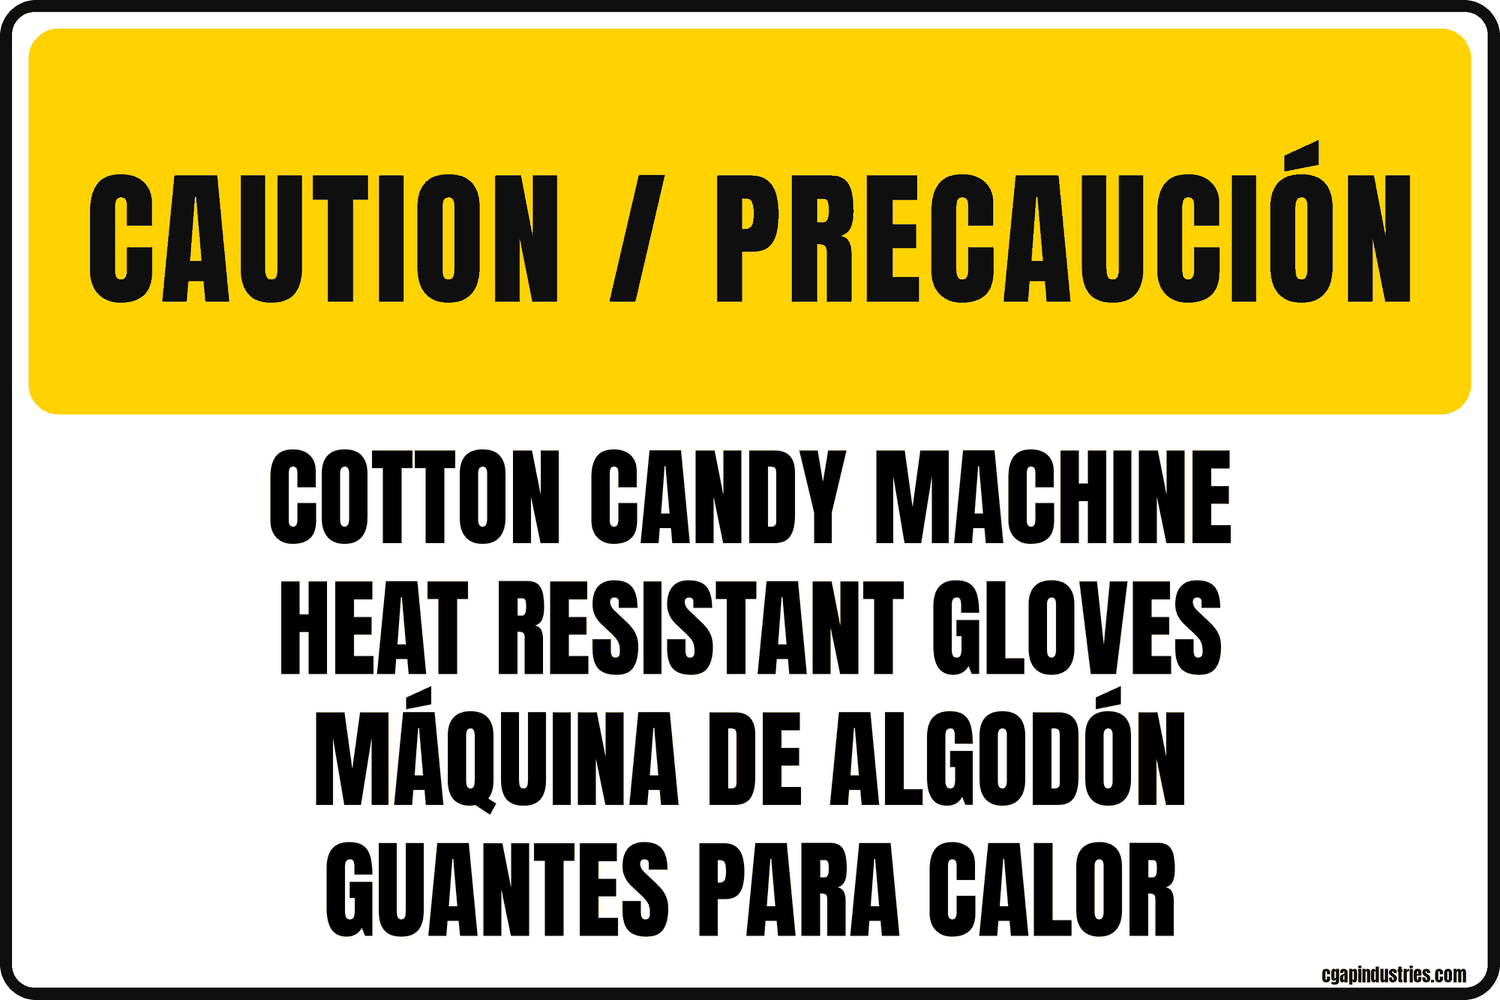 CAUTION / PRECAUCIÓN
COTTON CANDY MACHINE
HEAT RESISTANT GLOVES
MÁQUINA DE ALGODÓN
GUANTES PARA CALOR
cgapindustries.com